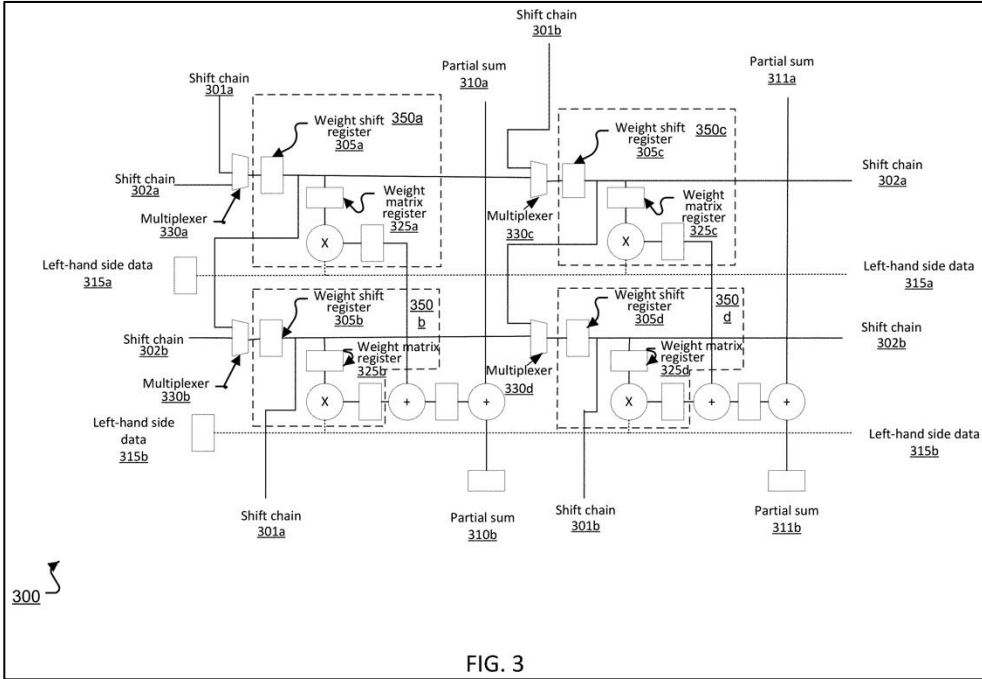 Shift chain
301b
Partial sum
310a
Partial sum
311a
Shift chain
301a
Weight shift
register
305a
350a
Weight shift
register
305c
350c
Shift chain
302a
Shift chain
302a
Multiplexer
330a
Weight
matrix
register
325a
X
Multiplexer
330c
Weight
matrix
register
325c
X
Left-hand side data
315a
Left-hand side data
315a
Weight shift
register
305b
350
b
Weight shift
register
305d
350
d
Shift chain
302b
Shift chain
302b
Multiplexer
330b
Weight matrix
register
325b
X
+
+
Multiplexer
330d
Weight matrix
register
325d
X
+
+
Left-hand side
data
315b
Left-hand side data
315b
Shift chain
301a
Partial sum
310b
Shift chain
301b
Partial sum
311b
300
FIG. 3